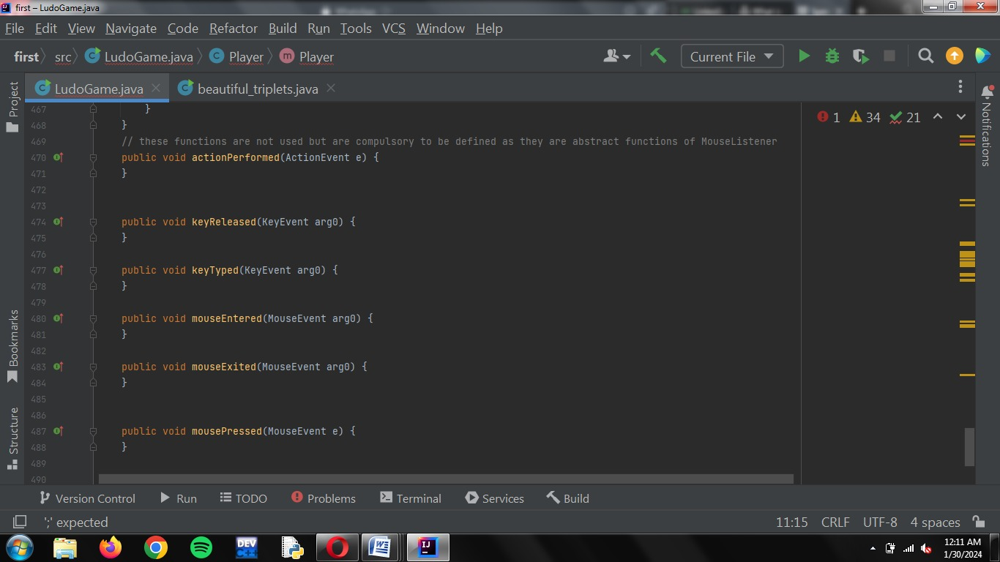 first – LudoGame.java
File Edit View Navigate Code Refactor Build Run Tools VCS Window Help
first src LudoGame.java Player Player Current File
LudoGame.java beautiful_triplets.java
Project
Bookmarks
Structure
Notifications
1 34 21
467 }
468 }
469 // these functions are not used but are compulsory to be defined as they are abstract functions of MouseListener
470 public void actionPerformed(ActionEvent e) {
471 }
472
473
474 public void keyReleased(KeyEvent arg0) {
475 }
476
477 public void keyTyped(KeyEvent arg0) {
478 }
479
480 public void mouseEntered(MouseEvent arg0) {
481 }
482
483 public void mouseExited(MouseEvent arg0) {
484 }
485
486
487 public void mousePressed(MouseEvent e) {
488 }
489
490
Version Control Run TODO Problems Terminal Services Build
';' expected 11:15 CRLF UTF-8 4 spaces
DEV C++ IJ
12:11 AM
1/30/2024